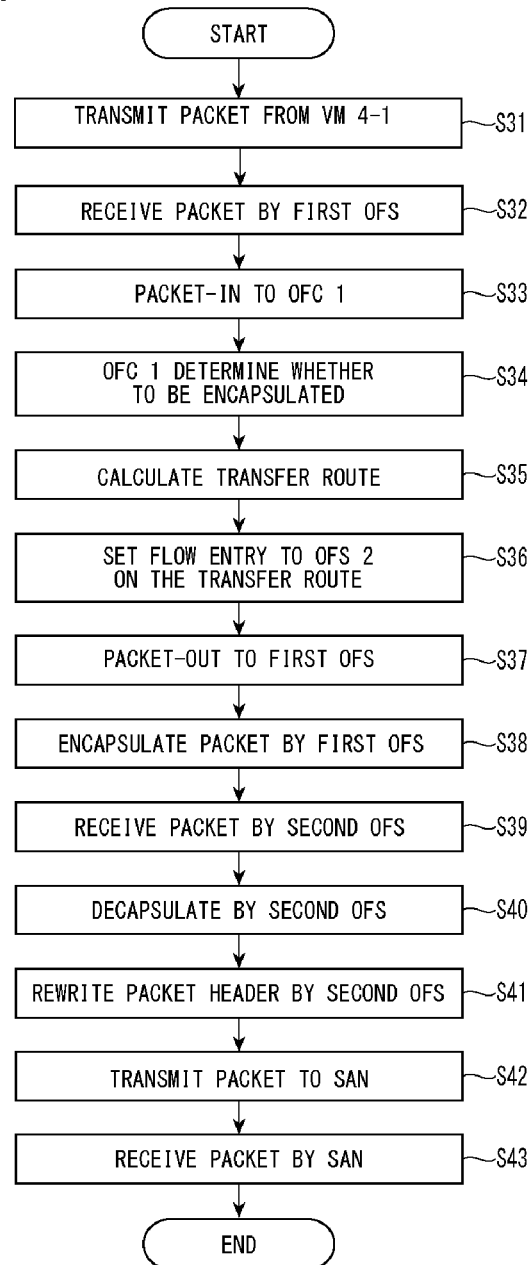 START
TRANSMIT PACKET FROM VM 4-1
S31
RECEIVE PACKET BY FIRST OFS
S32
PACKET-IN TO OFC 1
S33
OFC 1 DETERMINE WHETHER
TO BE ENCAPSULATED
S34
CALCULATE TRANSFER ROUTE
S35
SET FLOW ENTRY TO OFS 2
ON THE TRANSFER ROUTE
S36
PACKET-OUT TO FIRST OFS
S37
ENCAPSULATE PACKET BY FIRST OFS
S38
RECEIVE PACKET BY SECOND OFS
S39
DECAPSULATE BY SECOND OFS
S40
REWRITE PACKET HEADER BY SECOND OFS
S41
TRANSMIT PACKET TO SAN
S42
RECEIVE PACKET BY SAN
S43
END